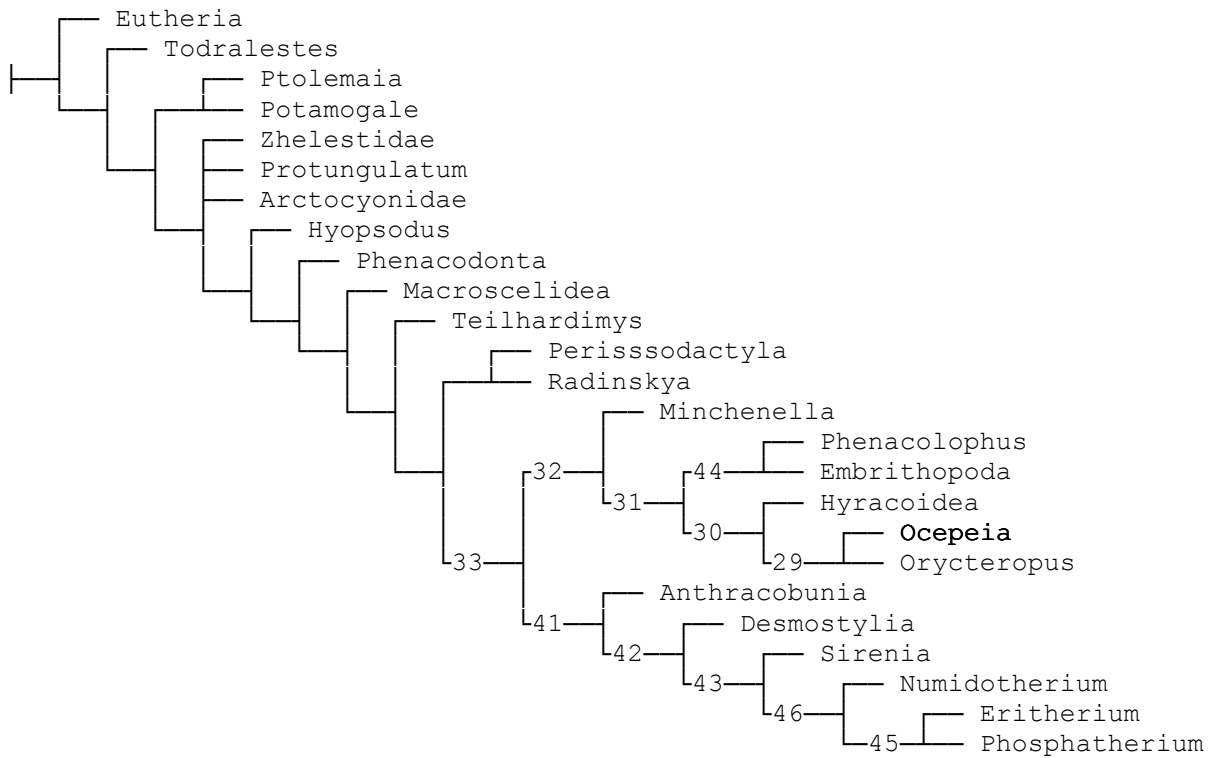 Eutheria
Todralestes
Ptolemaia
Potamogale
Zhelestidae
Protungulatum
Arctocyonidae
Hyopsodus
Phenacodonta
Macroscelidea
Teilhardimys
Perisssodactyla
Radinskya
Minchenella
Phenacolophus
32 44 Embrithopoda
31 Hyracoidea
30 Ocepeia
33 29 Orycteropus
Anthracobunia
41 Desmostylia
42 Sirenia
43 Numidotherium
46 Eritherium
45 Phosphatherium